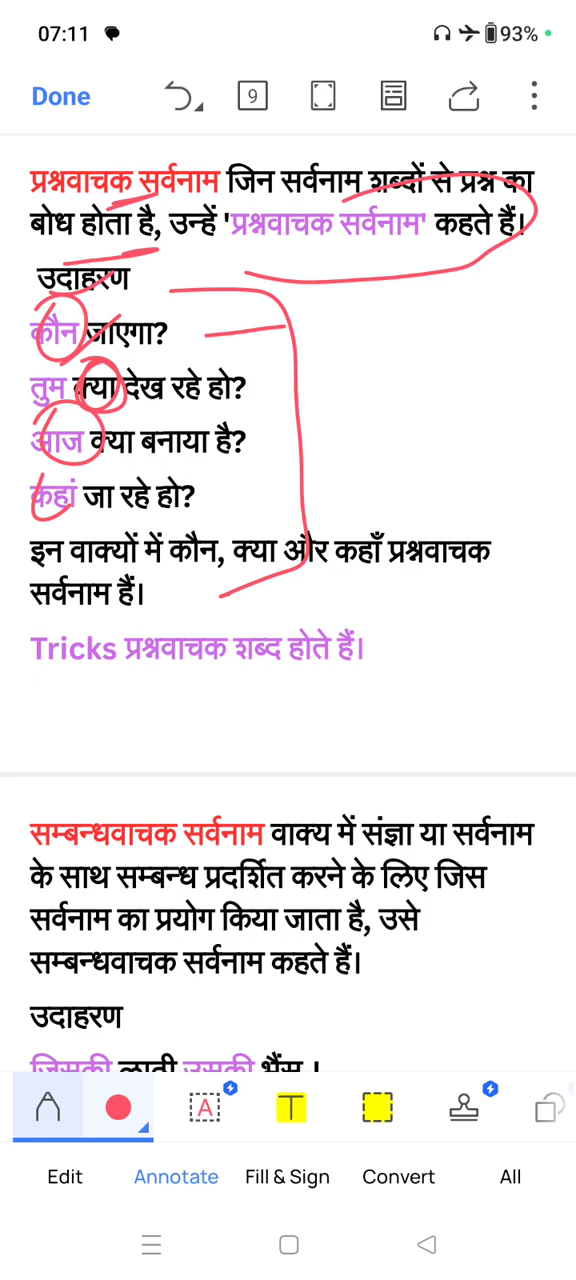 07:11
93%
Done
9
प्रश्नवाचक सर्वनाम जिन सर्वनाम शब्दों से प्रश्न का
बोध होता है, उन्हें 'प्रश्नवाचक सर्वनाम' कहते हैं।
उदाहरण
कौन जाएगा?
तुम क्या देख रहे हो?
आज क्या बनाया है?
कहां जा रहे हो?
इन वाक्यों में कौन, क्या और कहाँ प्रश्नवाचक
सर्वनाम हैं।
Tricks प्रश्नवाचक शब्द होते हैं।
सम्बन्धवाचक सर्वनाम वाक्य में संज्ञा या सर्वनाम
के साथ सम्बन्ध प्रदर्शित करने के लिए जिस
सर्वनाम का प्रयोग किया जाता है, उसे
सम्बन्धवाचक सर्वनाम कहते हैं।
उदाहरण
जिसकी लाठी उसकी भैंस ।
A T
Edit Annotate Fill & Sign Convert All